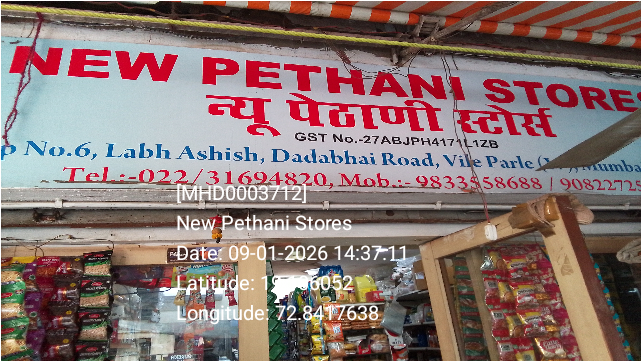 NEW PETHANI STORES
न्यू पेठाणी स्टोर्स
GST No.-27ABJPH4171L1ZB
No.6, Labh Ashish, Dadabhai Road, Vile Parle
Tel.:-022/31694820, Mob.:- 9833558688 /
[MHD0003712]
New Pethani Stores
Date: 09-01-2026 14:37:11
Latitude:
Longitude: 72.8417638